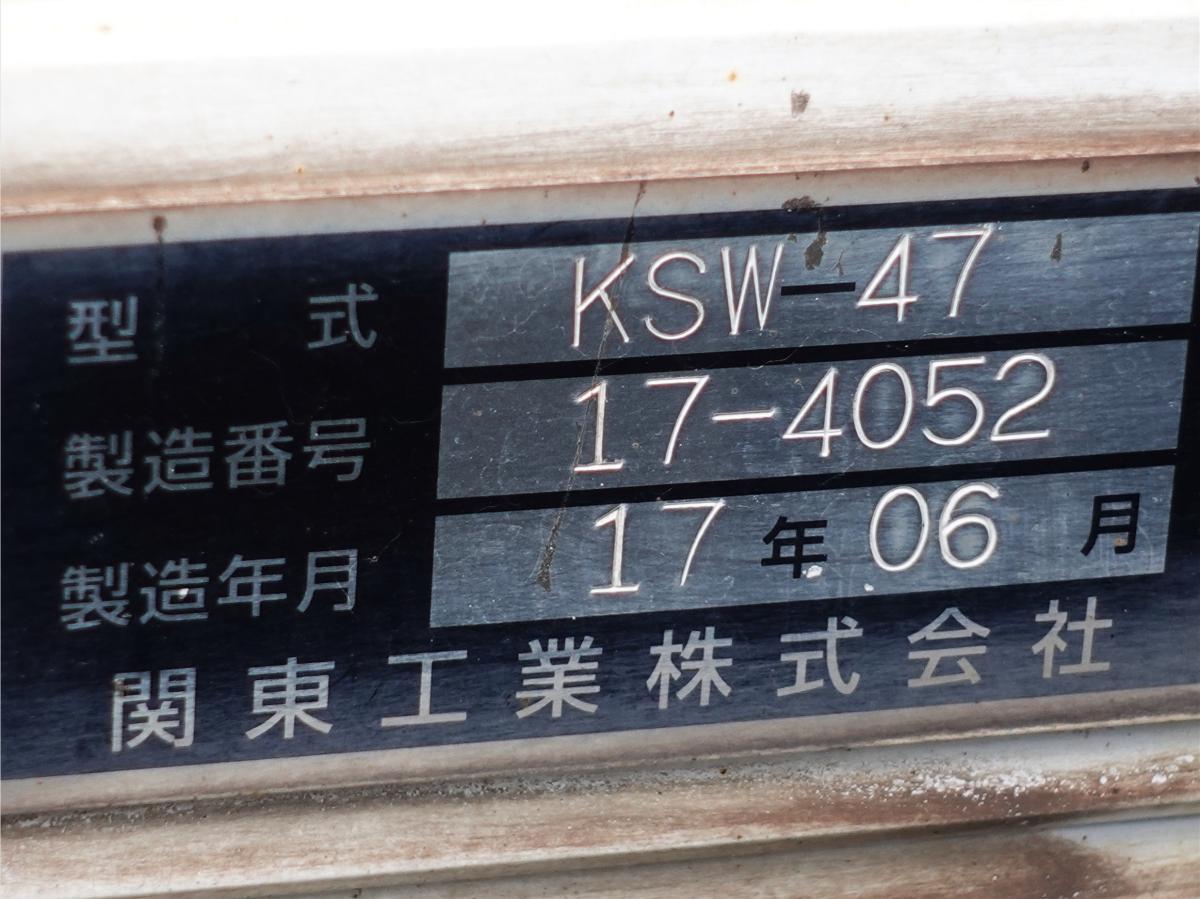 型式 KSW-47
製造番号 17-4052
製造年月 17年06月
関東工業株式会社